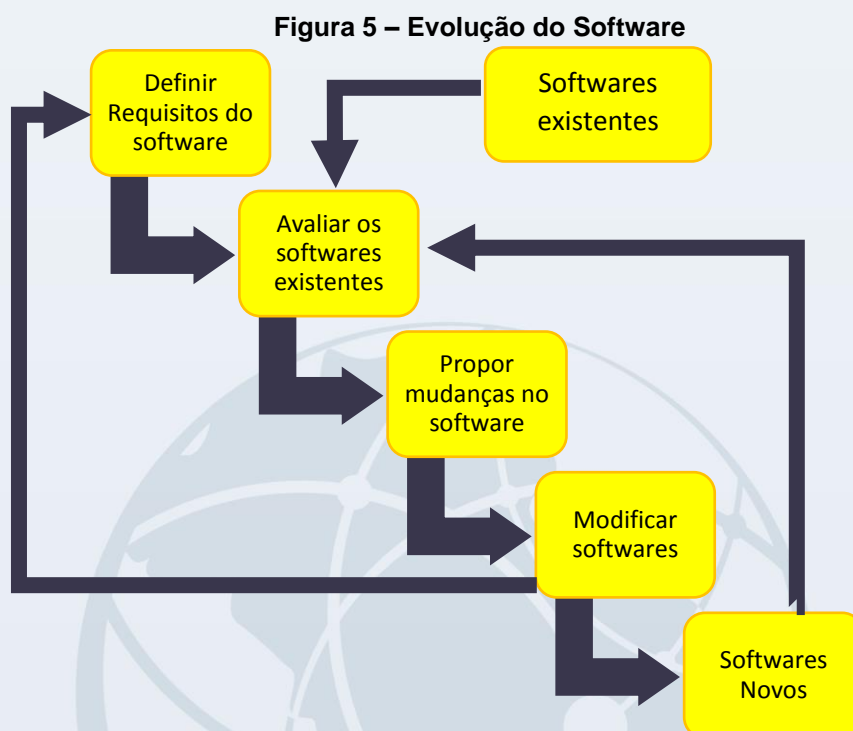 Figura 5 – Evolução do Software
Definir
Requisitos do
software
Softwares
existentes
Avaliar os
softwares
existentes
Propor
mudanças no
software
Modificar
softwares
Softwares
Novos